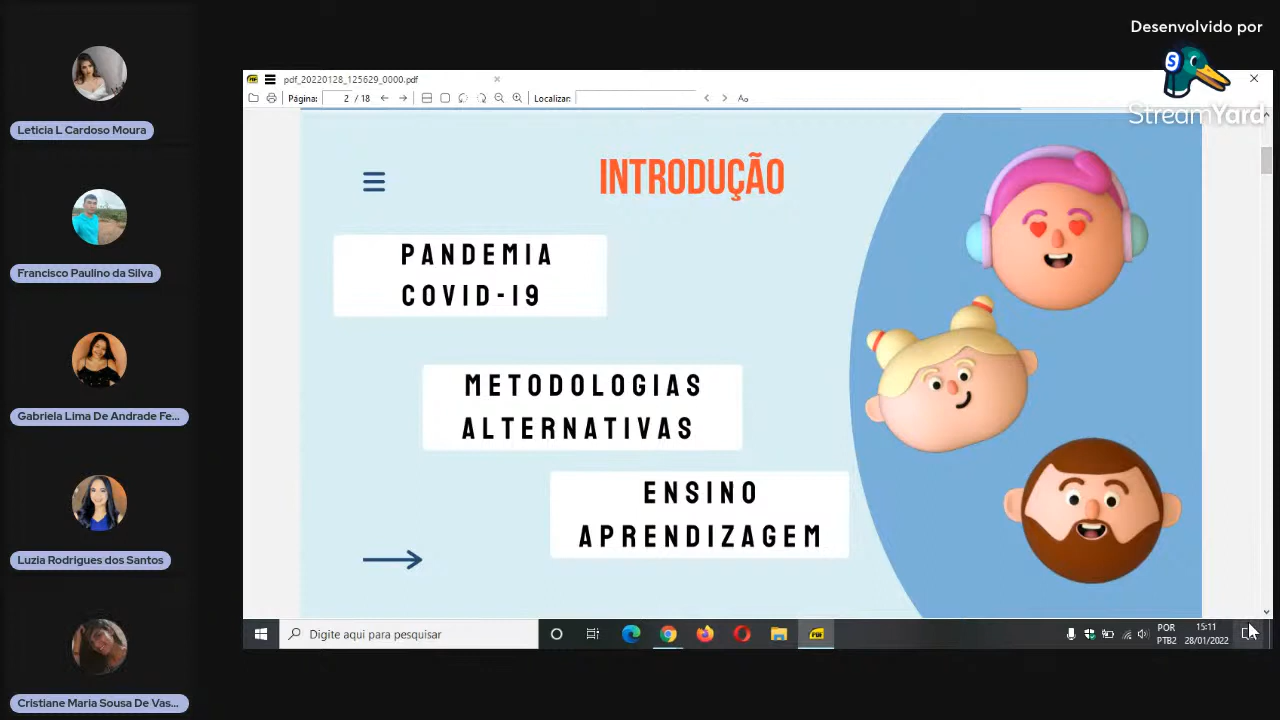 Desenvolvido por
StreamYard
Leticia L Cardoso Moura
Francisco Paulino da Silva
Gabriela Lima De Andrade Fe...
Luzia Rodrigues dos Santos
Cristiane Maria Sousa De Vas...
pdf_20220128_125629_0000.pdf
Página: 2 / 18 Localizar: Aa
INTRODUÇÃO
PANDEMIA
COVID-19
METODOLOGIAS
ALTERNATIVAS
ENSINO
APRENDIZAGEM
Digite aqui para pesquisar
POR
PTB2
15:11
28/01/2022